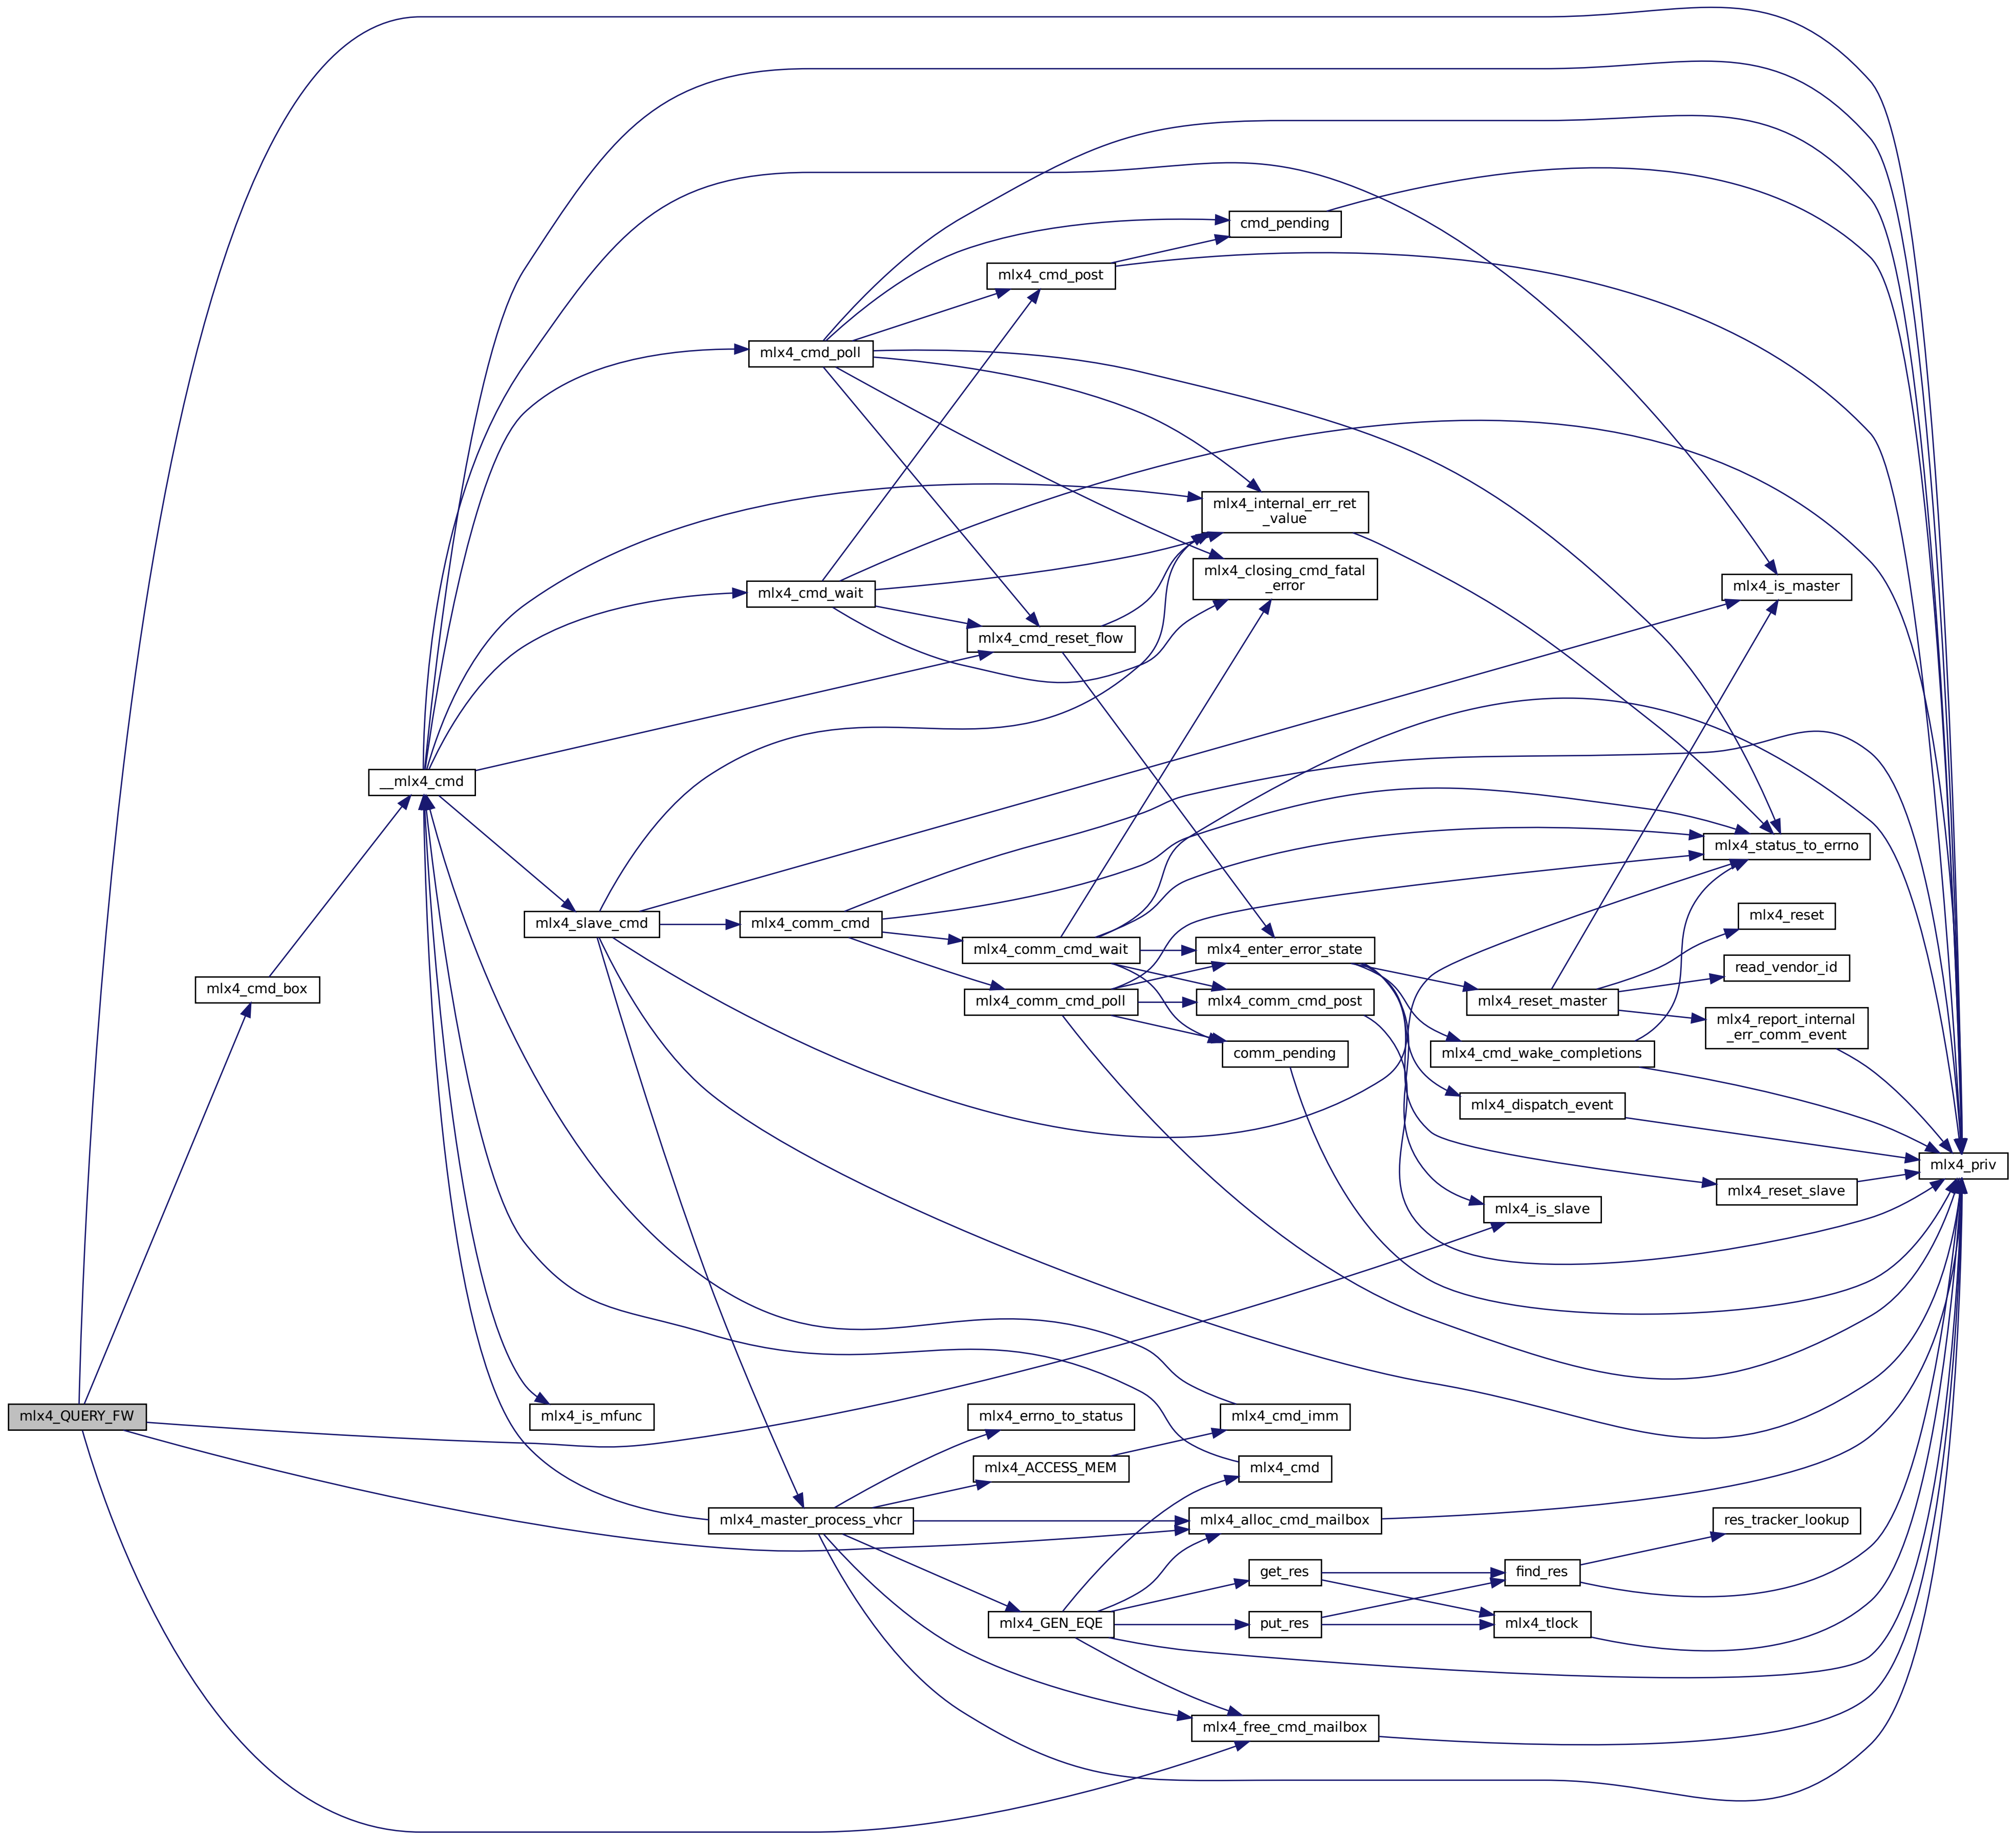 cmd_pending
mlx4_cmd_post
mlx4_cmd_poll
mlx4_internal_err_ret
_value
mlx4_closing_cmd_fatal
_error
mlx4_is_master
mlx4_cmd_wait
mlx4_cmd_reset_flow
__mlx4_cmd
mlx4_status_to_errno
mlx4_reset
mlx4_slave_cmd
mlx4_comm_cmd
mlx4_comm_cmd_wait
mlx4_enter_error_state
read_vendor_id
mlx4_cmd_box
mlx4_comm_cmd_poll
mlx4_comm_cmd_post
mlx4_reset_master
mlx4_report_internal
_err_comm_event
comm_pending
mlx4_cmd_wake_completions
mlx4_dispatch_event
mlx4_priv
mlx4_reset_slave
mlx4_is_slave
mlx4_QUERY_FW
mlx4_is_mfunc
mlx4_errno_to_status
mlx4_cmd_imm
mlx4_ACCESS_MEM
mlx4_cmd
mlx4_master_process_vhcr
mlx4_alloc_cmd_mailbox
res_tracker_lookup
get_res
find_res
mlx4_GEN_EQE
put_res
mlx4_tlock
mlx4_free_cmd_mailbox